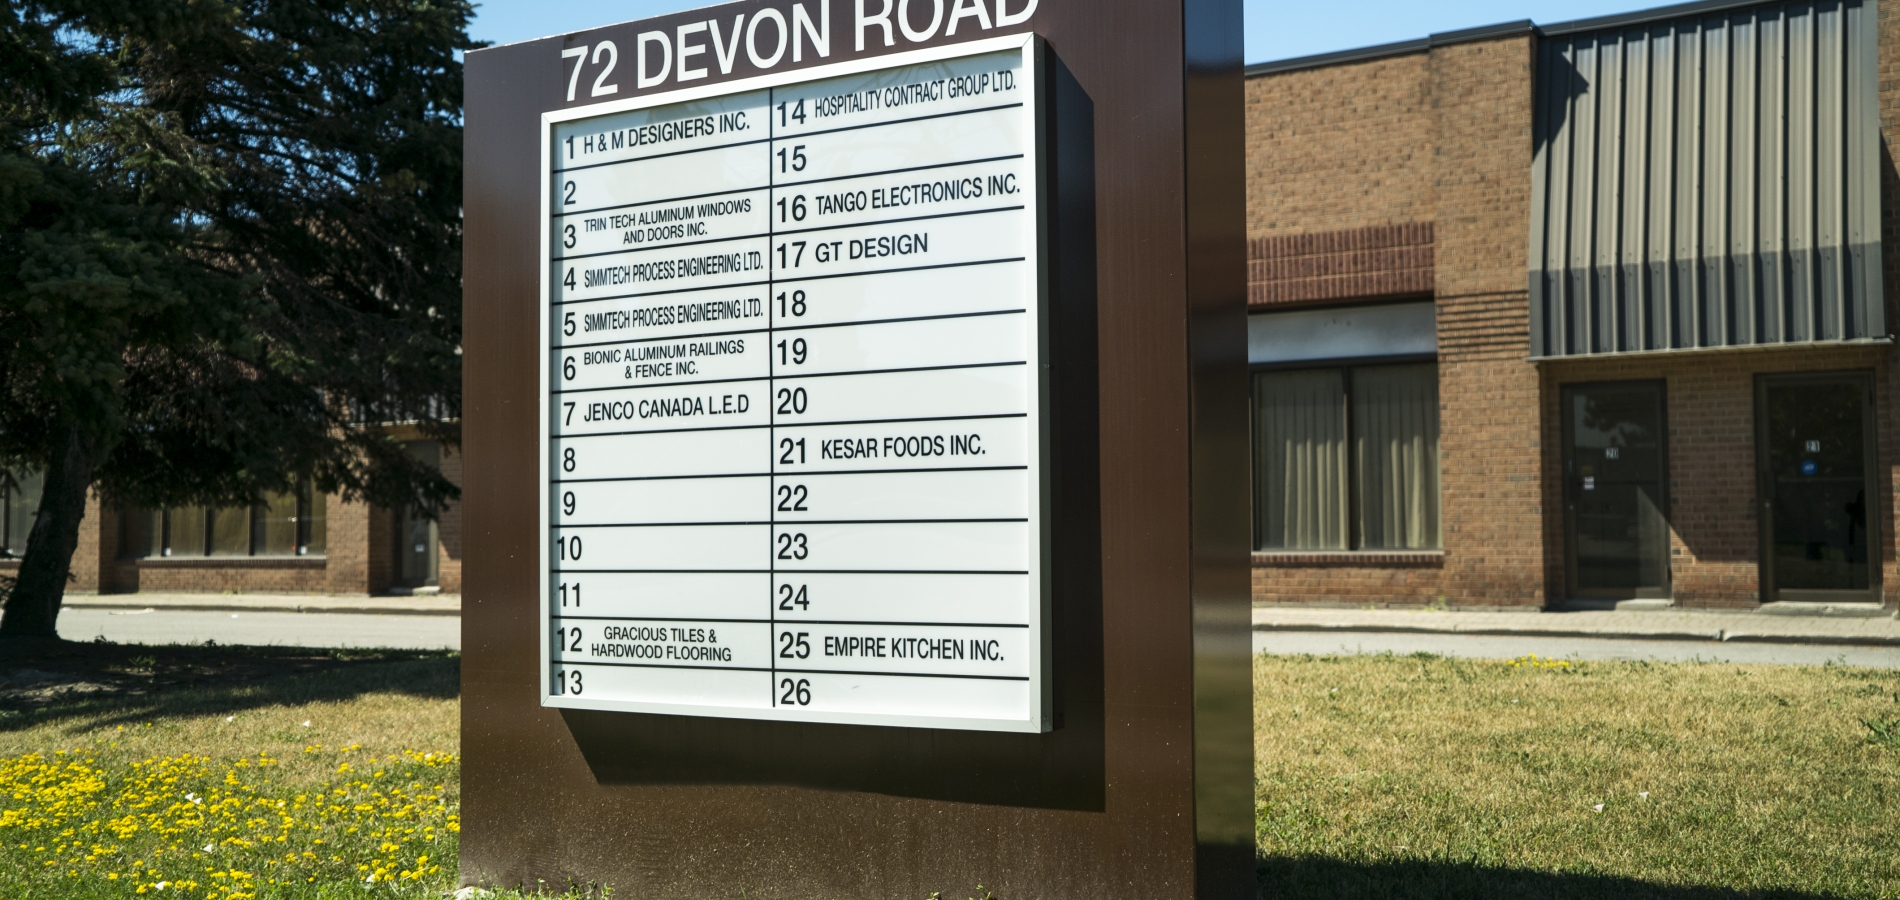 72 DEVON ROAD
1 H & M DESIGNERS INC.
2
3 TRIN TECH ALUMINUM WINDOWS
AND DOORS INC.
4 SIMMTECH PROCESS ENGINEERING LTD.
5 SIMMTECH PROCESS ENGINEERING LTD.
6 BIONIC ALUMINUM RAILINGS
& FENCE INC.
7 JENCO CANADA L.E.D
8
9
10
11
12 GRACIOUS TILES &
HARDWOOD FLOORING
13
14 HOSPITALITY CONTRACT GROUP LTD.
15
16 TANGO ELECTRONICS INC.
17 GT DESIGN
18
19
20
21 KESAR FOODS INC.
22
23
24
25 EMPIRE KITCHEN INC.
26
20
21